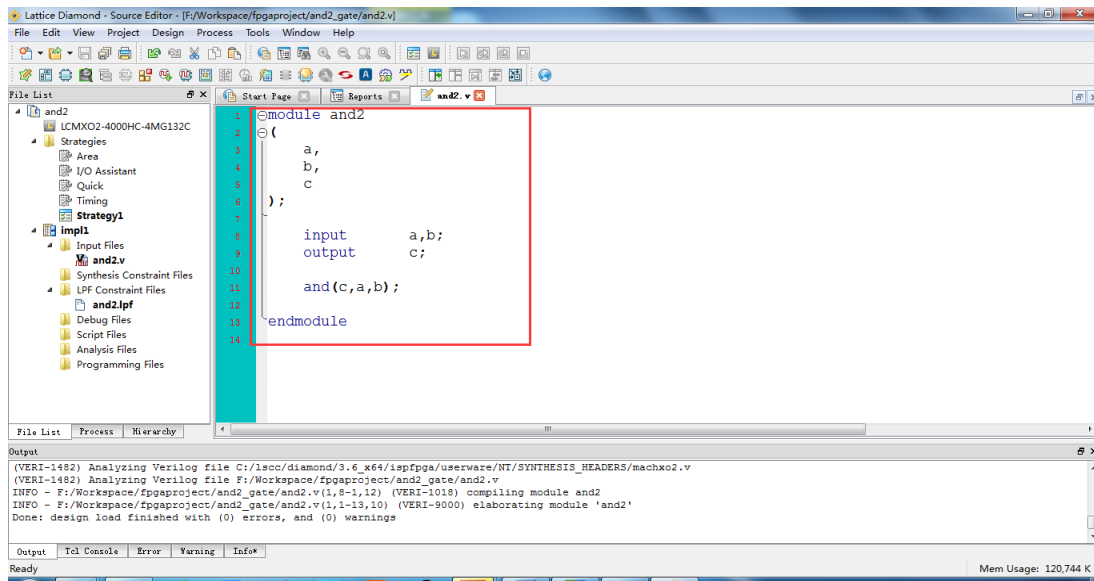 Lattice Diamond - Source Editor - [F:/Workspace/fpgaproject/and2_gate/and2.v]
File Edit View Project Design Process Tools Window Help
File List
Start Page Reports and2.v
and2
LCMXO2-4000HC-4MG132C
Strategies
Area
I/O Assistant
Quick
Timing
Strategy1
impl1
Input Files
and2.v
Synthesis Constraint Files
LPF Constraint Files
and2.lpf
Debug Files
Script Files
Analysis Files
Programming Files
File List Process Hierarchy
1 module and2
2 (
3 a,
4 b,
5 c
6 );
7
8 input a,b;
9 output c;
10
11 and(c,a,b);
12
13 endmodule
14
Output
(VERI-1482) Analyzing Verilog file C:/lscc/diamond/3.6_x64/ispfpga/userware/NT/SYNTHESIS_HEADERS/machxo2.v
(VERI-1482) Analyzing Verilog file F:/Workspace/fpgaproject/and2_gate/and2.v
INFO - F:/Workspace/fpgaproject/and2_gate/and2.v(1,8-1,12) (VERI-1018) compiling module and2
INFO - F:/Workspace/fpgaproject/and2_gate/and2.v(1,1-13,10) (VERI-9000) elaborating module 'and2'
Done: design load finished with (0) errors, and (0) warnings
Output Tcl Console Error Warning Info*
Ready Mem Usage: 120,744 K